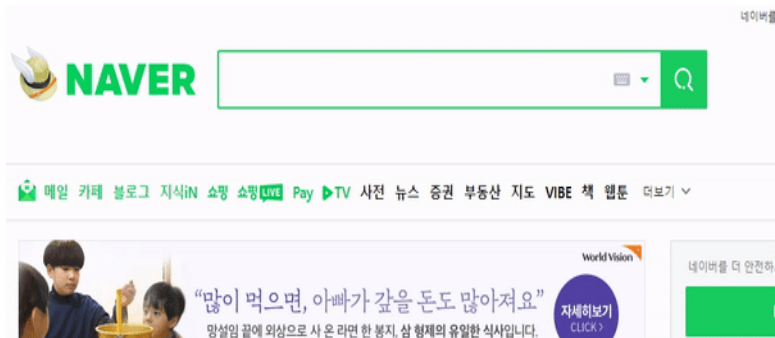 네이버를
NAVER
메일 카페 블로그 지식iN 쇼핑 쇼핑LIVE Pay TV 사전 뉴스 증권 부동산 지도 VIBE 책 웹툰 더보기
World Vision
네이버를 더 안전하
“많이 먹으면, 아빠가 갚을 돈도 많아져요”
자세히보기
CLICK >
망설임 끝에 외상으로 사 온 라면 한 봉지, 삼 형제의 유일한 식사입니다.